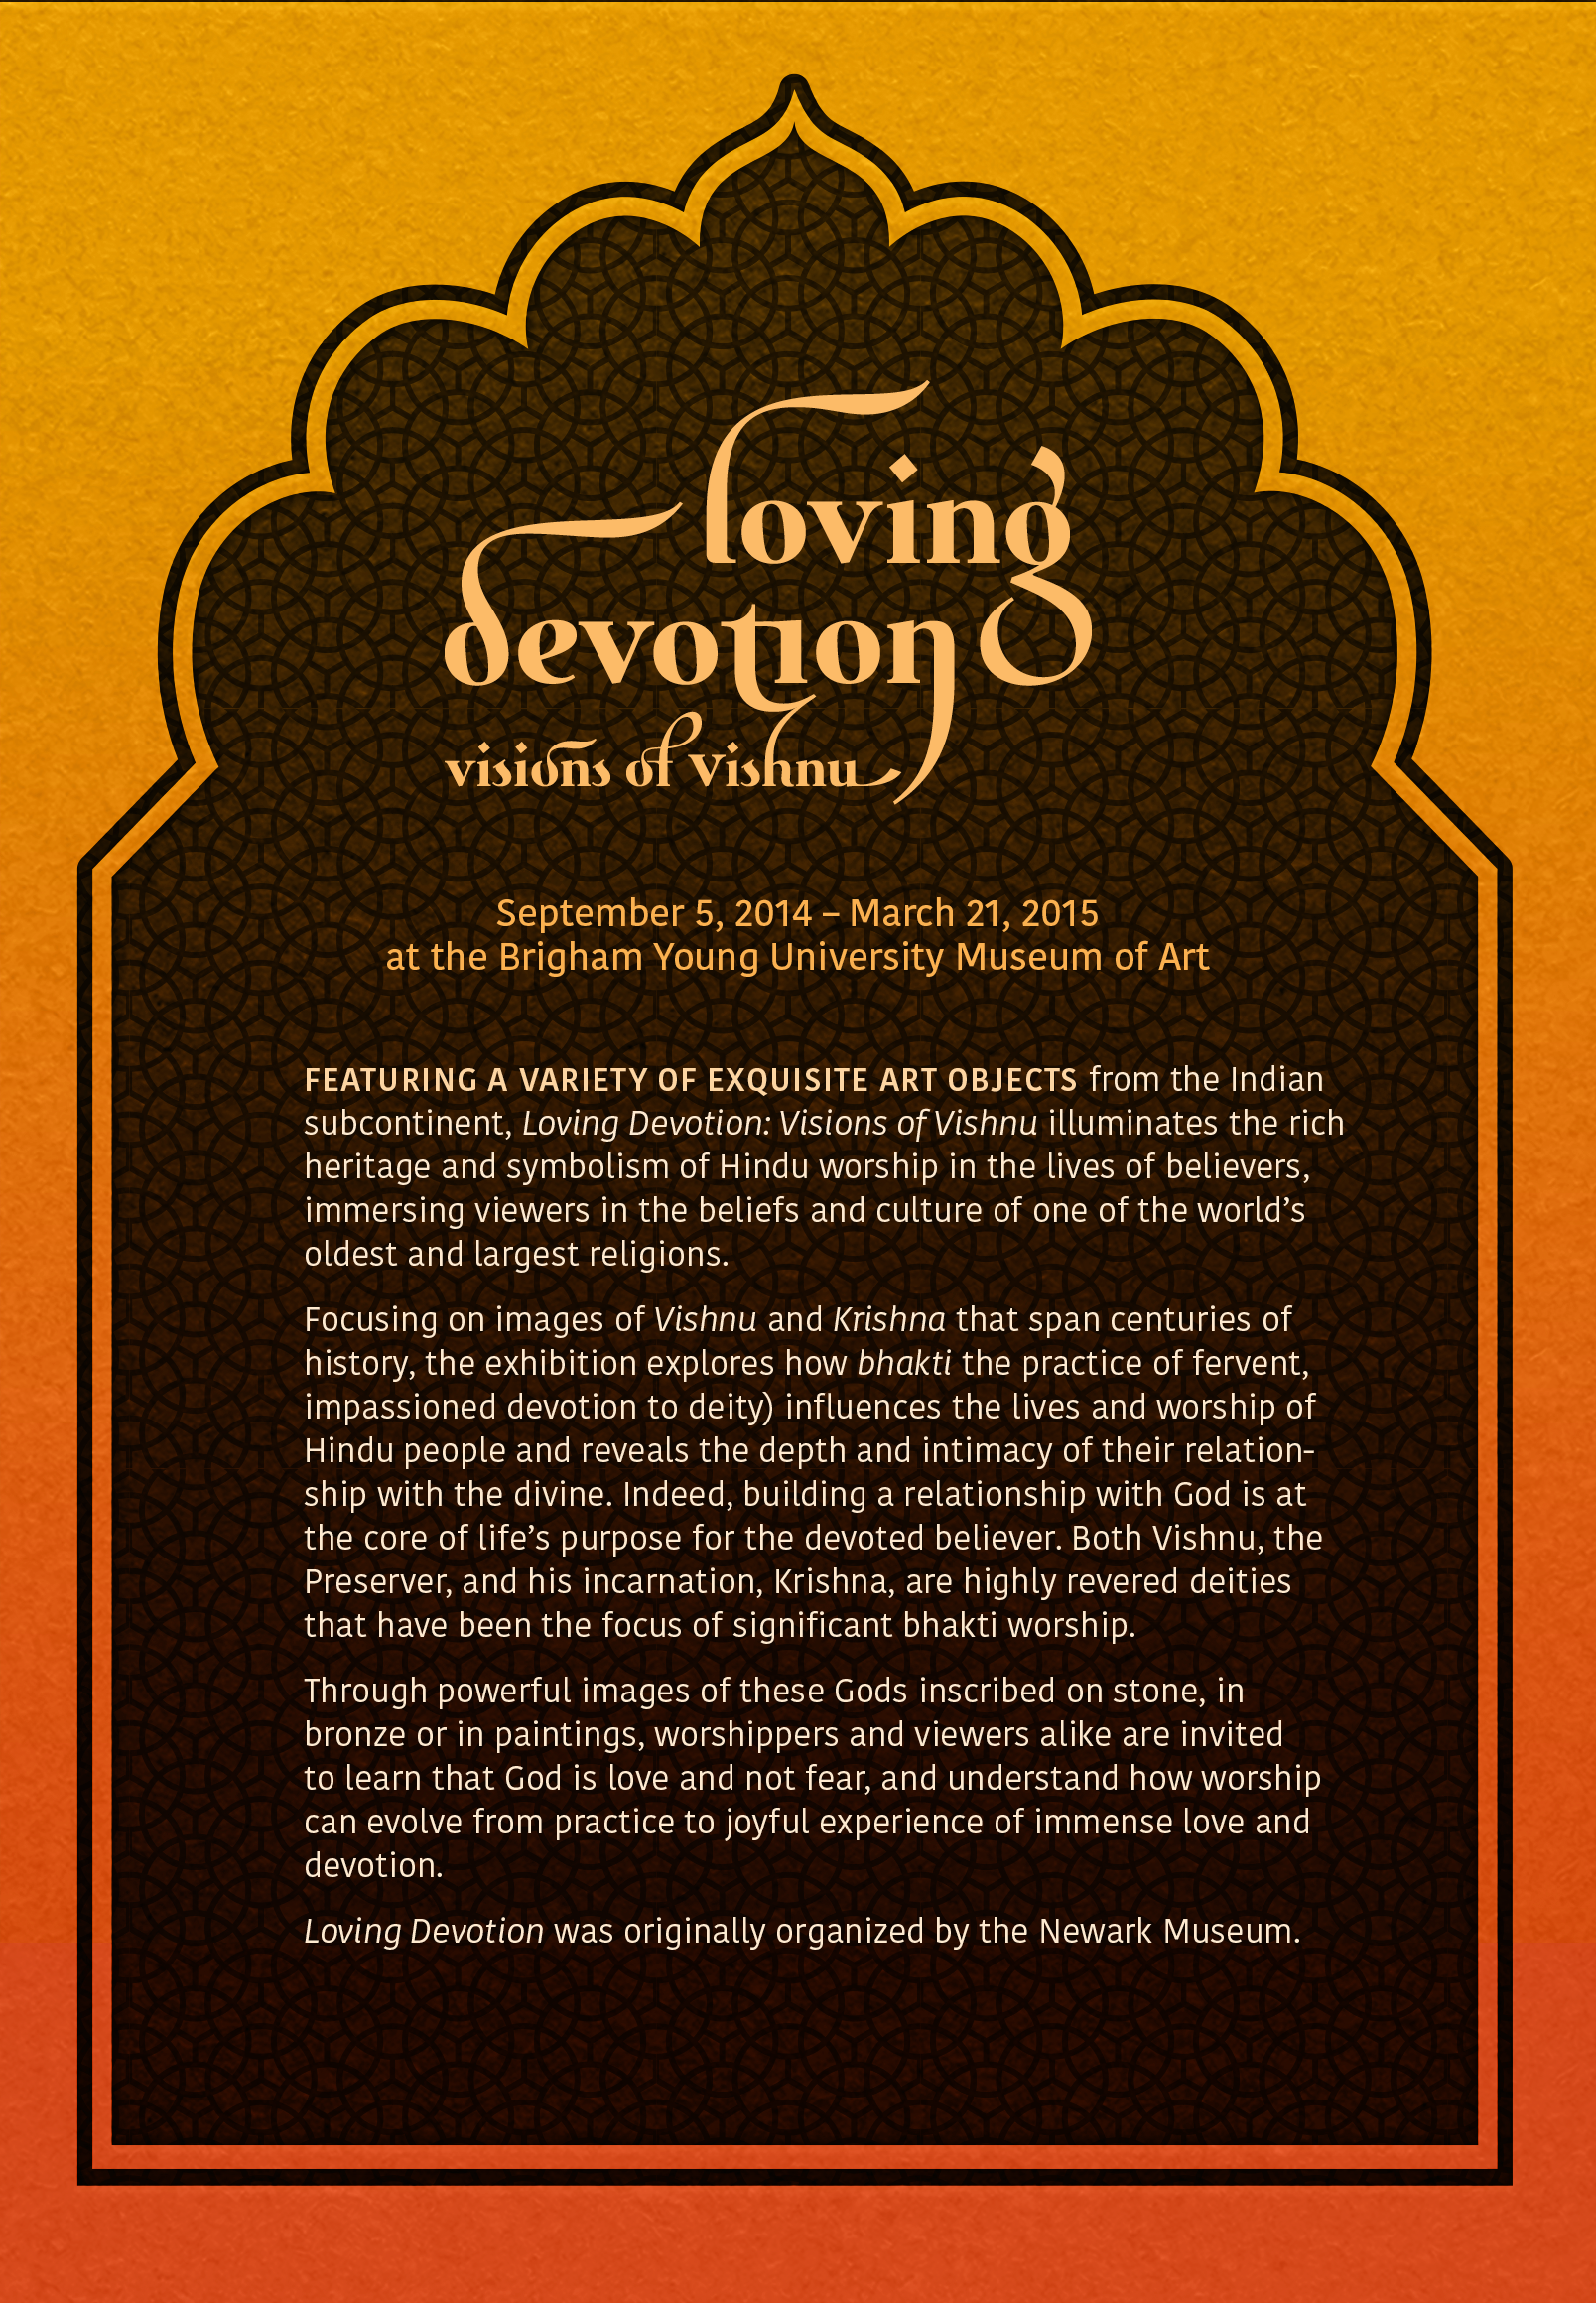 loving
devotion
visions of vishnu
September 5, 2014 – March 21, 2015
at the Brigham Young University Museum of Art
FEATURING A VARIETY OF EXQUISITE ART OBJECTS from the Indian
subcontinent, Loving Devotion: Visions of Vishnu illuminates the rich
heritage and symbolism of Hindu worship in the lives of believers,
immersing viewers in the beliefs and culture of one of the world’s
oldest and largest religions.
Focusing on images of Vishnu and Krishna that span centuries of
history, the exhibition explores how bhakti the practice of fervent,
impassioned devotion to deity) influences the lives and worship of
Hindu people and reveals the depth and intimacy of their relation-
ship with the divine. Indeed, building a relationship with God is at
the core of life’s purpose for the devoted believer. Both Vishnu, the
Preserver, and his incarnation, Krishna, are highly revered deities
that have been the focus of significant bhakti worship.
Through powerful images of these Gods inscribed on stone, in
bronze or in paintings, worshippers and viewers alike are invited
to learn that God is love and not fear, and understand how worship
can evolve from practice to joyful experience of immense love and
devotion.
Loving Devotion was originally organized by the Newark Museum.